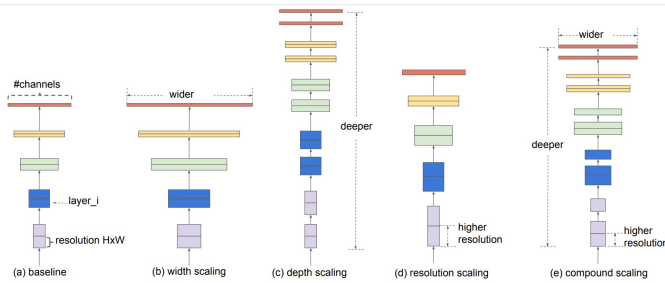 #channels
layer_i
resolution HxW
(a) baseline
wider
(b) width scaling
deeper
(c) depth scaling
higher
resolution
(d) resolution scaling
wider
deeper
higher
resolution
(e) compound scaling